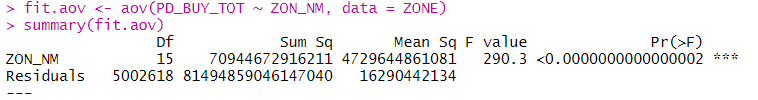 > fit.aov <- aov(PD_BUY_TOT ~ ZON_NM, data = ZONE)
> summary(fit.aov)
Df Sum Sq Mean Sq F value Pr(>F)
ZON_NM 15 70944672916211 4729644861081 290.3 <0.0000000000000002 ***
Residuals 5002618 81494859046147040 16290442134
---